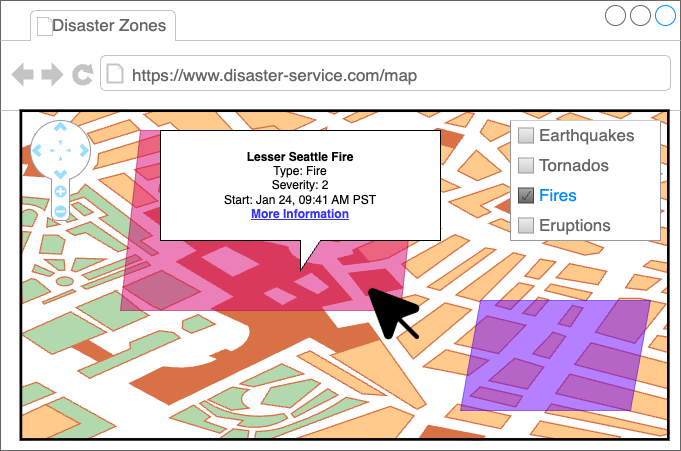 Disaster Zones
https://www.disaster-service.com/map
Lesser Seattle Fire
Type: Fire
Severity: 2
Start: Jan 24, 09:41 AM PST
More Information
Earthquakes
Tornados
Fires
Eruptions